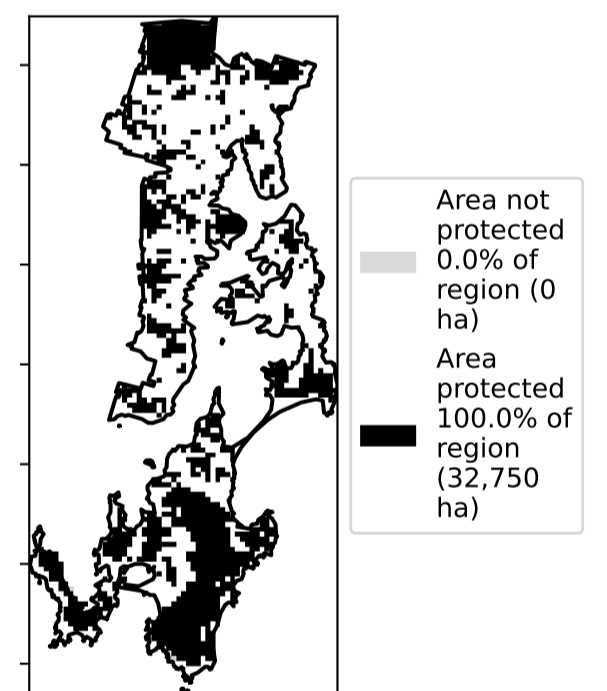 Area not
protected
0.0% of
region (0
ha)
Area
protected
100.0% of
region
(32,750
ha)